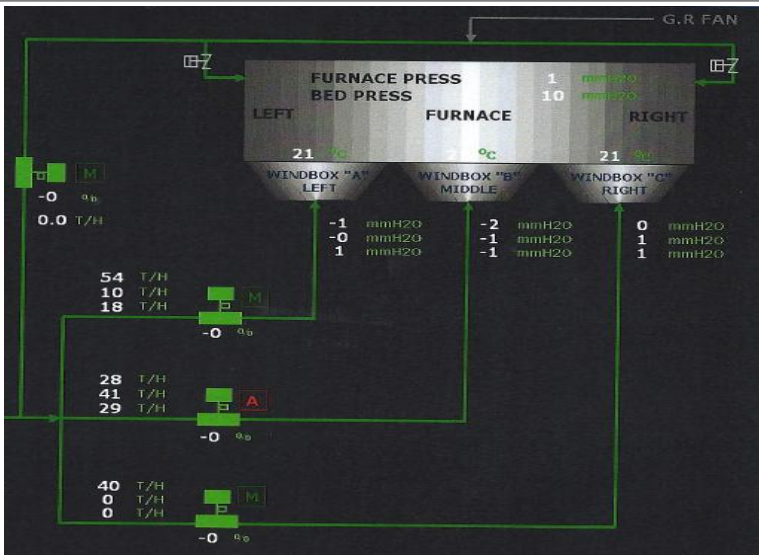 G.R FAN
FURNACE PRESS 1 mmH2O
BED PRESS 10 mmH2O
LEFT FURNACE RIGHT
21 °C °C 21
WINDBOX "A" LEFT
WINDBOX "B" MIDDLE
WINDBOX "C" RIGHT
M
-0 %
0.0 T/H
-1 mmH2O
-0 mmH2O
1 mmH2O
-2 mmH2O
-1 mmH2O
-1 mmH2O
0 mmH2O
1 mmH2O
1 mmH2O
54 T/H
10 T/H
18 T/H
M
-0 %
28 T/H
41 T/H
29 T/H
A
-0 %
40 T/H
0 T/H
0 T/H
M
-0 %